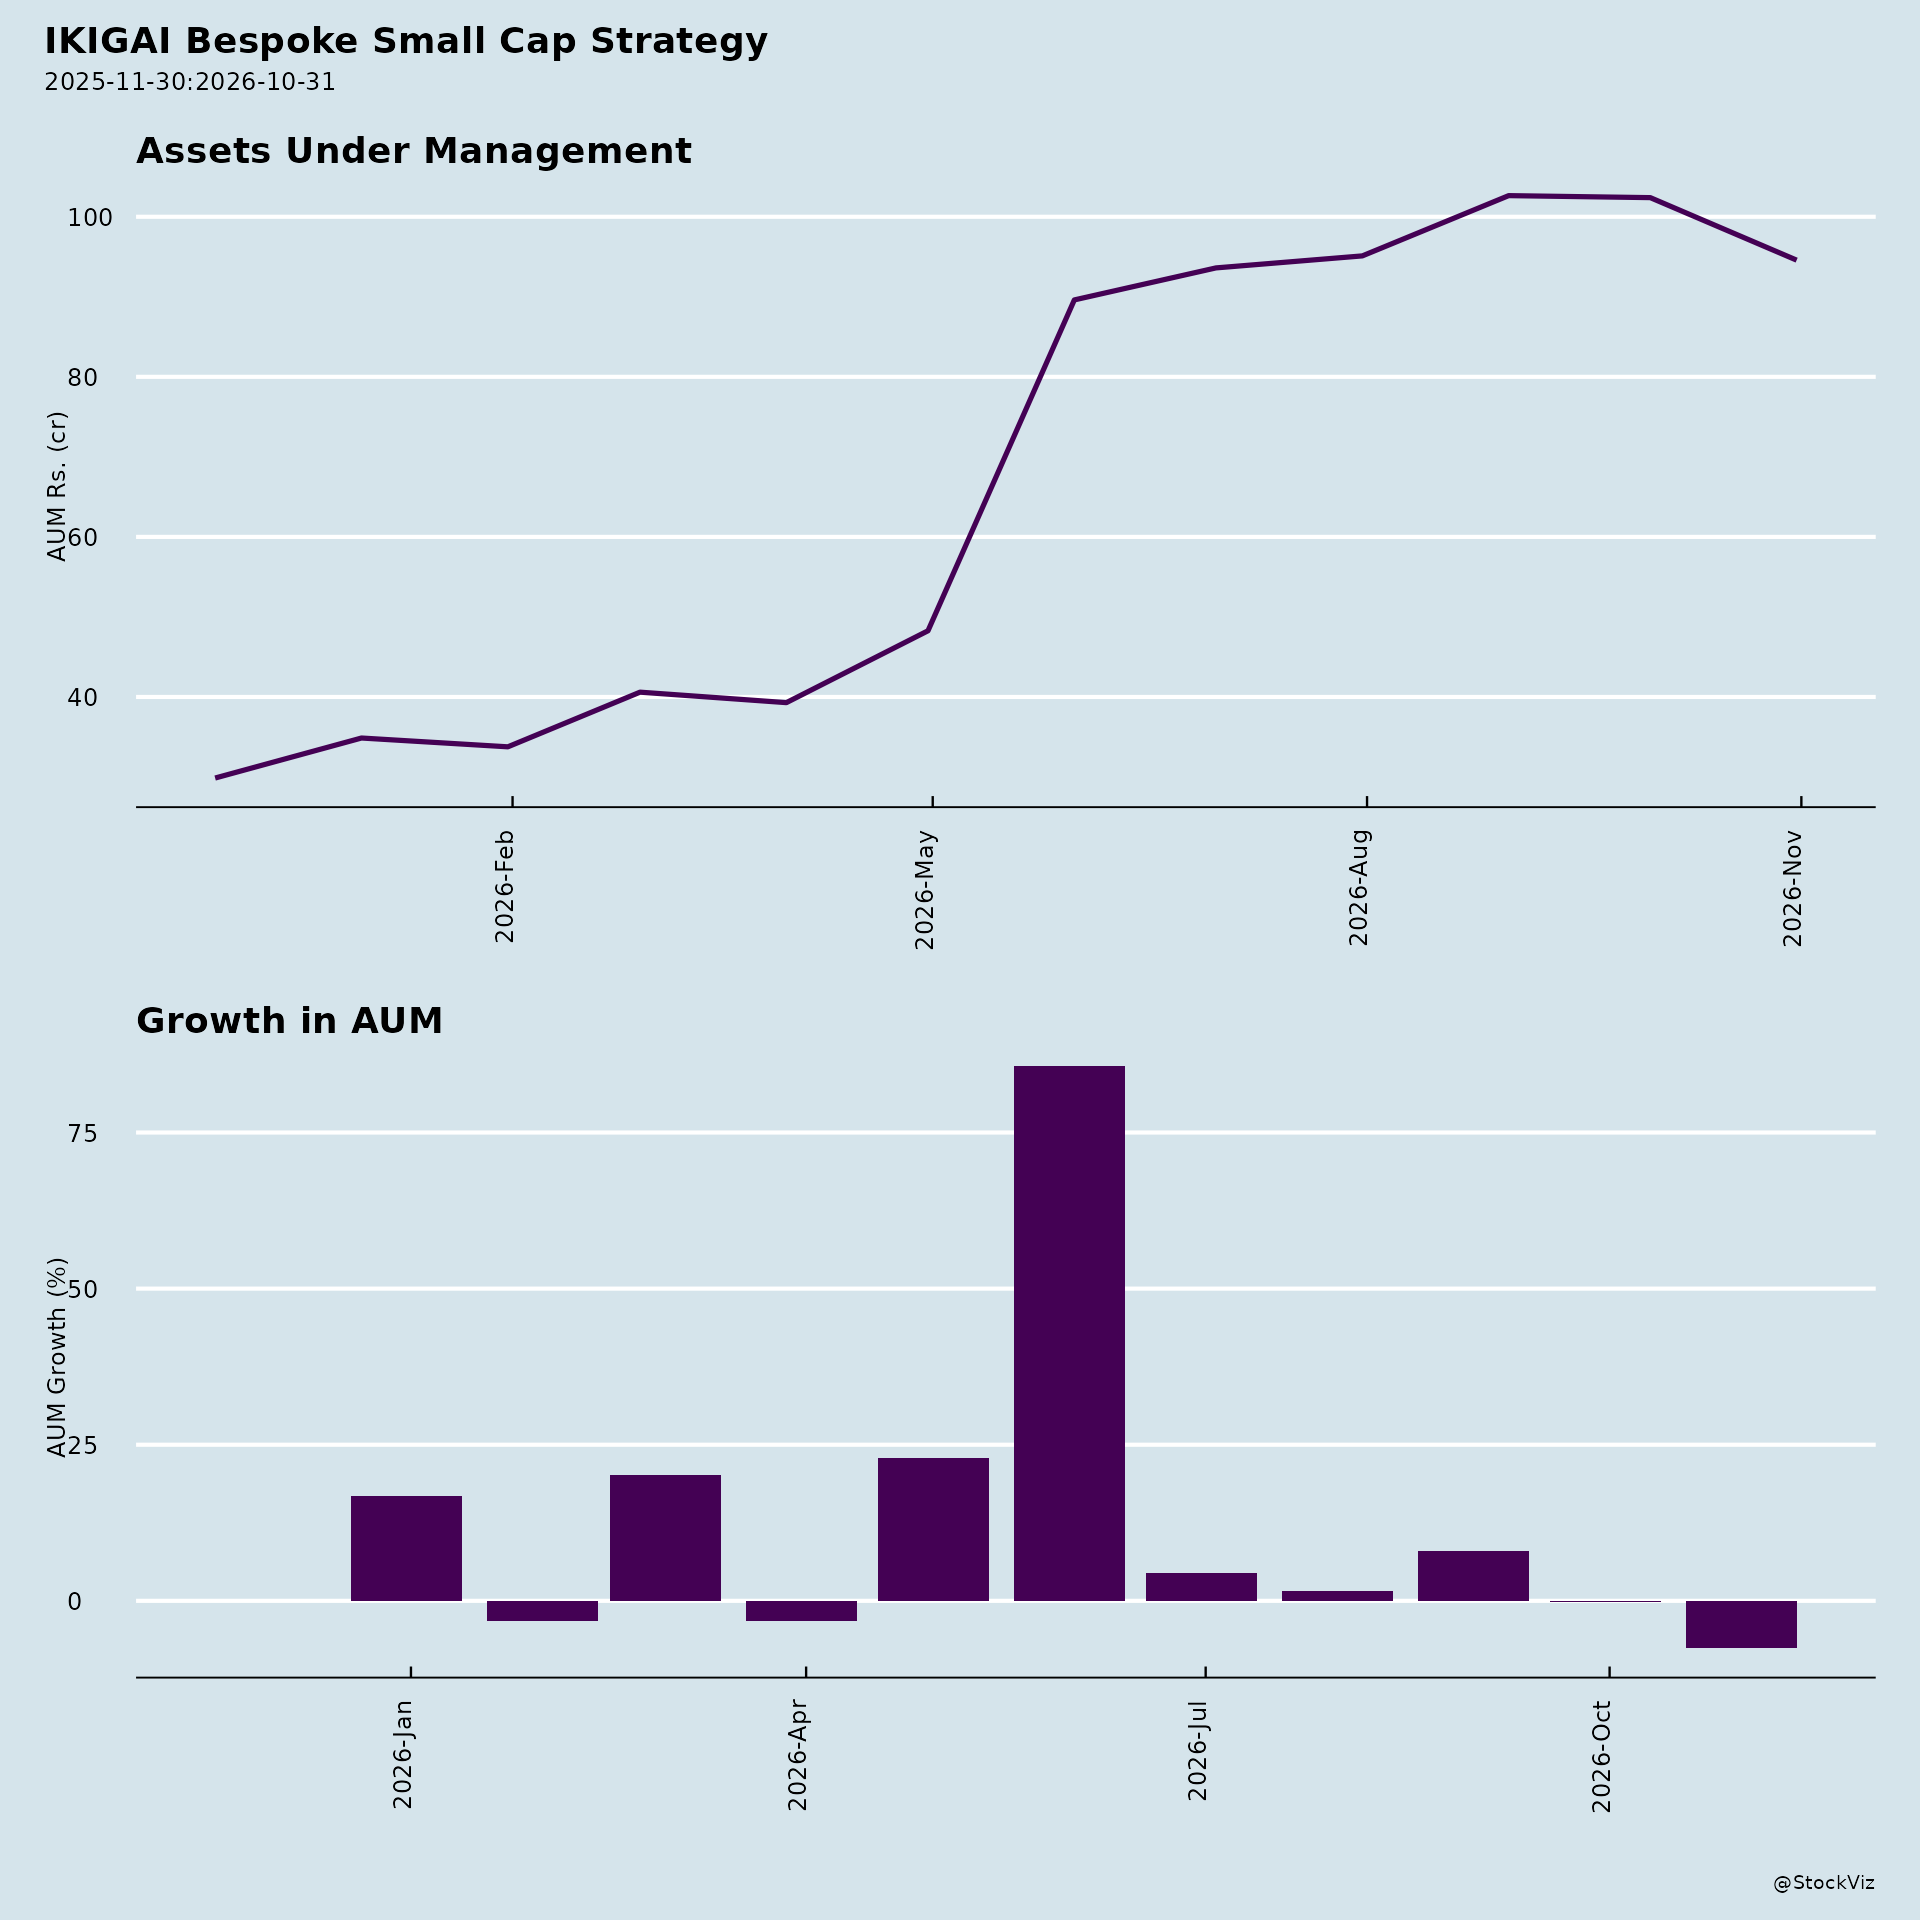 IKIGAI Bespoke Small Cap Strategy
2025-11-30:2026-10-31
Assets Under Management
AUM Rs. (cr)
100
80
60
40
2026-Feb
2026-May
2026-Aug
2026-Nov
Growth in AUM
AUM Growth (%)
75
50
25
0
2026-Jan
2026-Apr
2026-Jul
2026-Oct
@StockViz